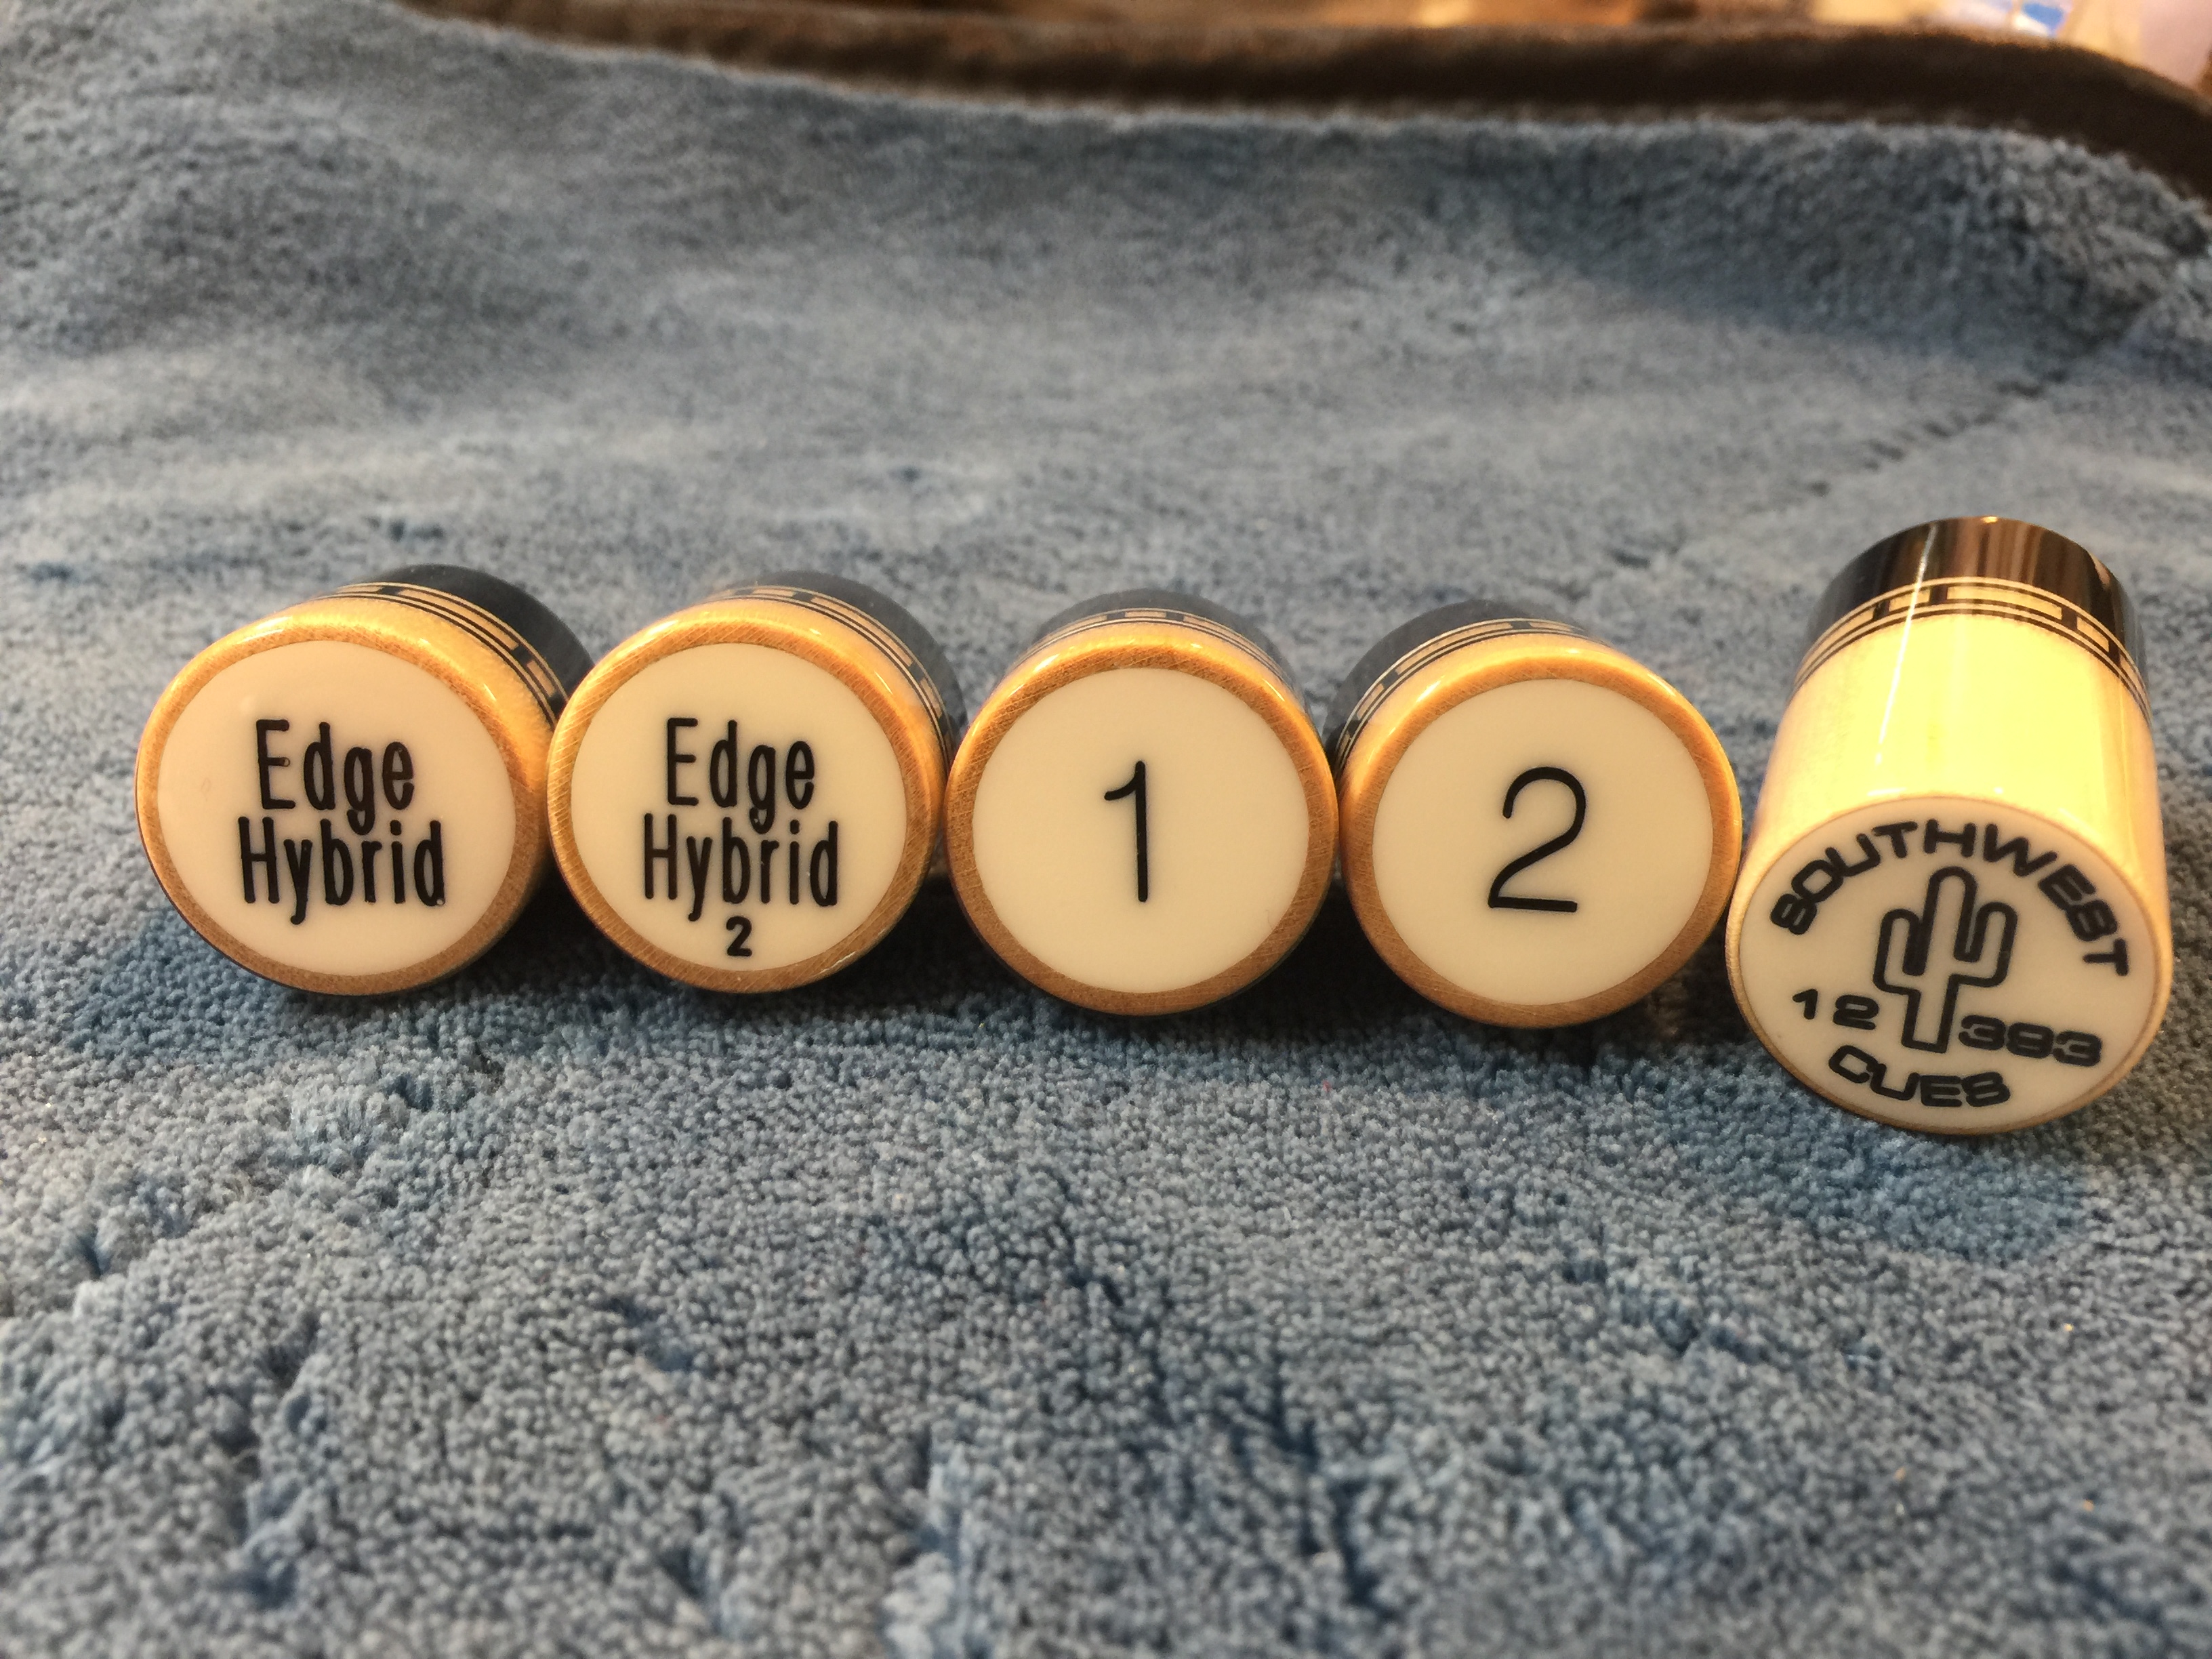 Edge
Hybrid
Edge
Hybrid
2
1
2
SOUTHWEST
12 393
CUES